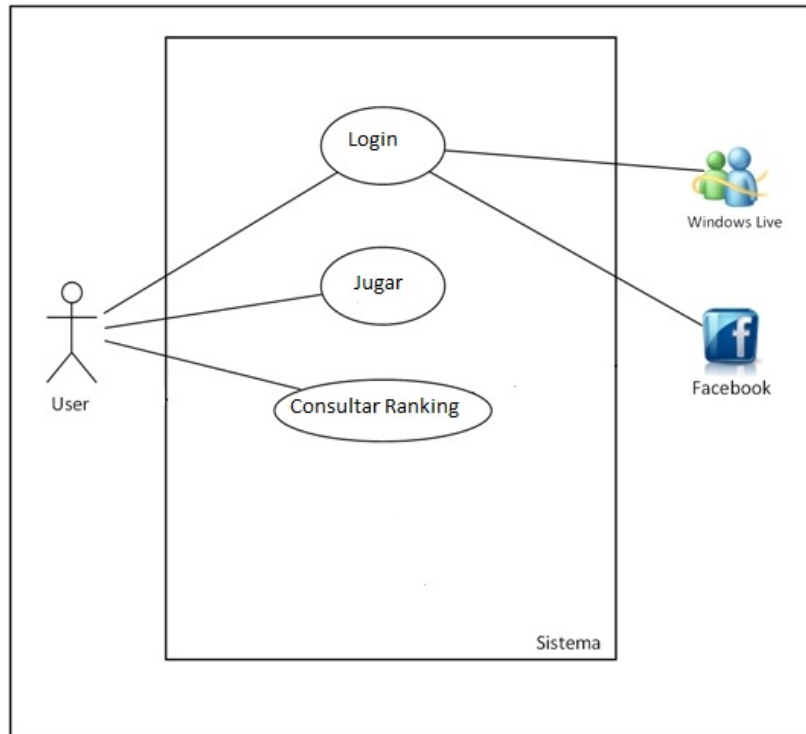 Login
Windows Live
Jugar
Facebook
User
Consultar Ranking
Sistema